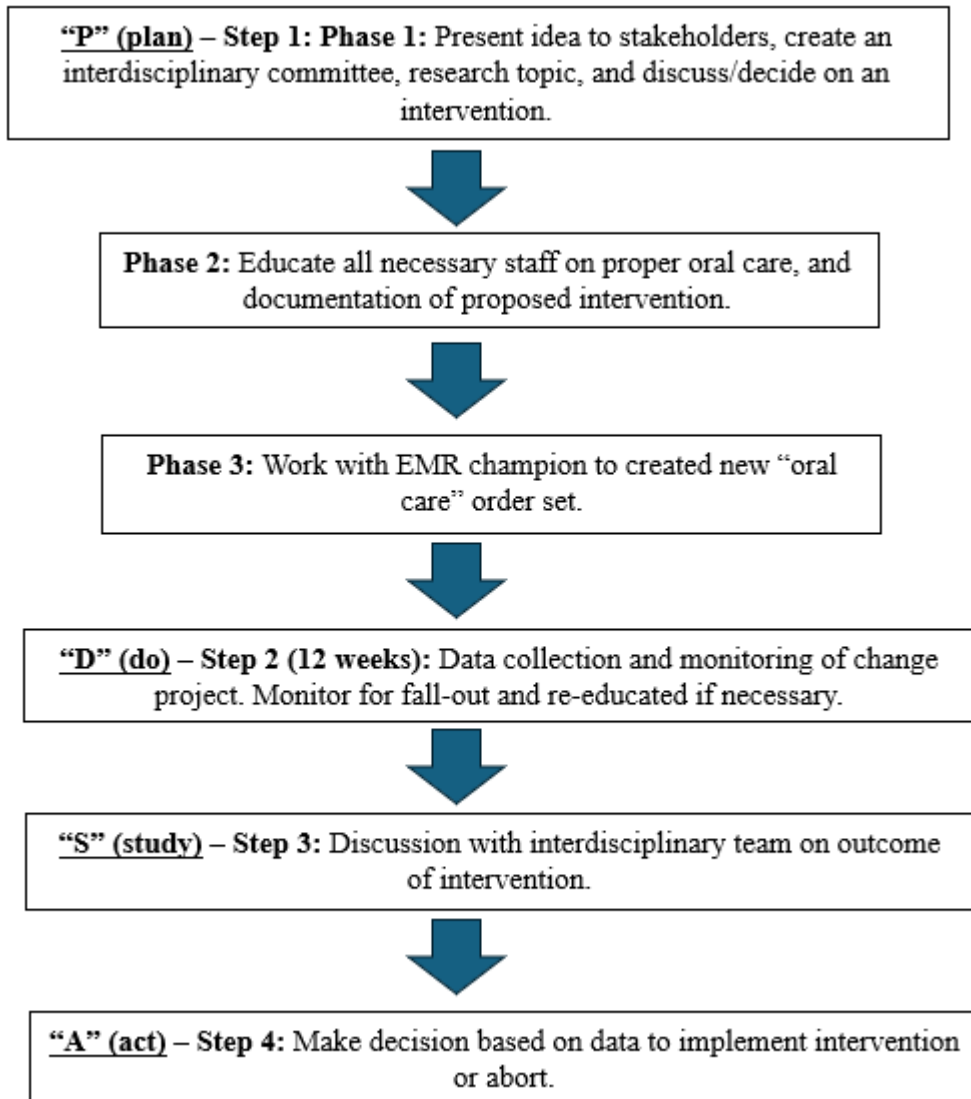 “P” (plan) – Step 1: Phase 1: Present idea to stakeholders, create an
interdisciplinary committee, research topic, and discuss/decide on an
intervention.
Phase 2: Educate all necessary staff on proper oral care, and
documentation of proposed intervention.
Phase 3: Work with EMR champion to created new “oral
care” order set.
“D” (do) – Step 2 (12 weeks): Data collection and monitoring of change
project. Monitor for fall-out and re-educated if necessary.
“S” (study) – Step 3: Discussion with interdisciplinary team on outcome
of intervention.
“A” (act) – Step 4: Make decision based on data to implement intervention
or abort.